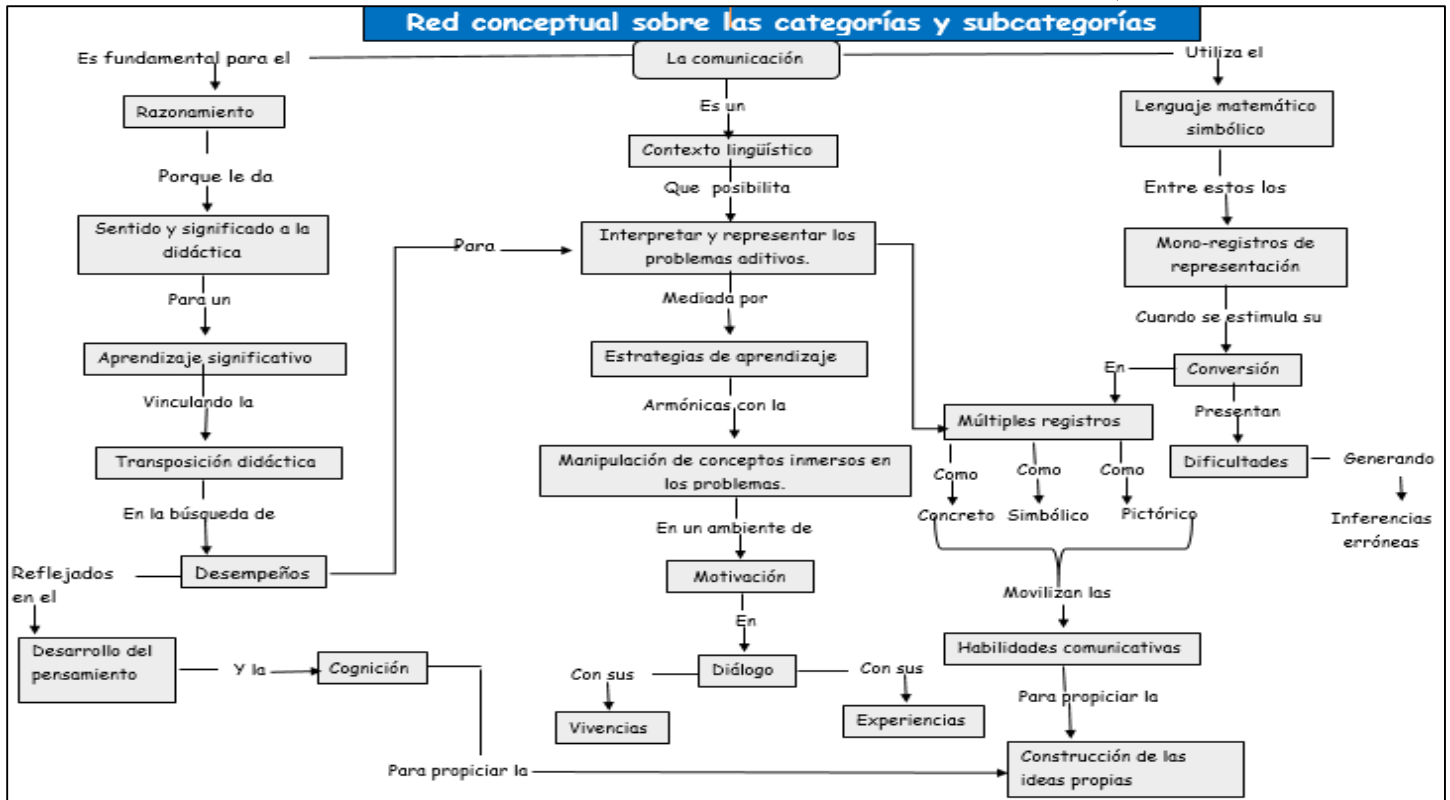 Red conceptual sobre las categorías y subcategorías
Es fundamental para el
La comunicación
Utiliza el
Razonamiento
Es un
Lenguaje matemático
simbólico
Contexto lingüístico
Porque le da
Que posibilita
Entre estos los
Sentido y significado a la
didáctica
Para
Interpretar y representar los
problemas aditivos.
Mono-registros de
representación
Para un
Mediada por
Cuando se estimula su
Aprendizaje significativo
Estrategias de aprendizaje
En
Conversión
Vinculando la
Armónicas con la
Múltiples registros
Presentan
Transposición didáctica
Manipulación de conceptos inmersos en
los problemas.
Como
Como
Como
Dificultades
Generando
En la búsqueda de
En un ambiente de
Concreto
Simbólico
Pictórico
Inferencias
erróneas
Reflejados
en el
Desempeños
Motivación
Movilizan las
En
Desarrollo del
pensamiento
Y la
Cognición
Con sus
Diálogo
Con sus
Habilidades comunicativas
Vivencias
Experiencias
Para propiciar la
Para propiciar la
Construcción de las
ideas propias